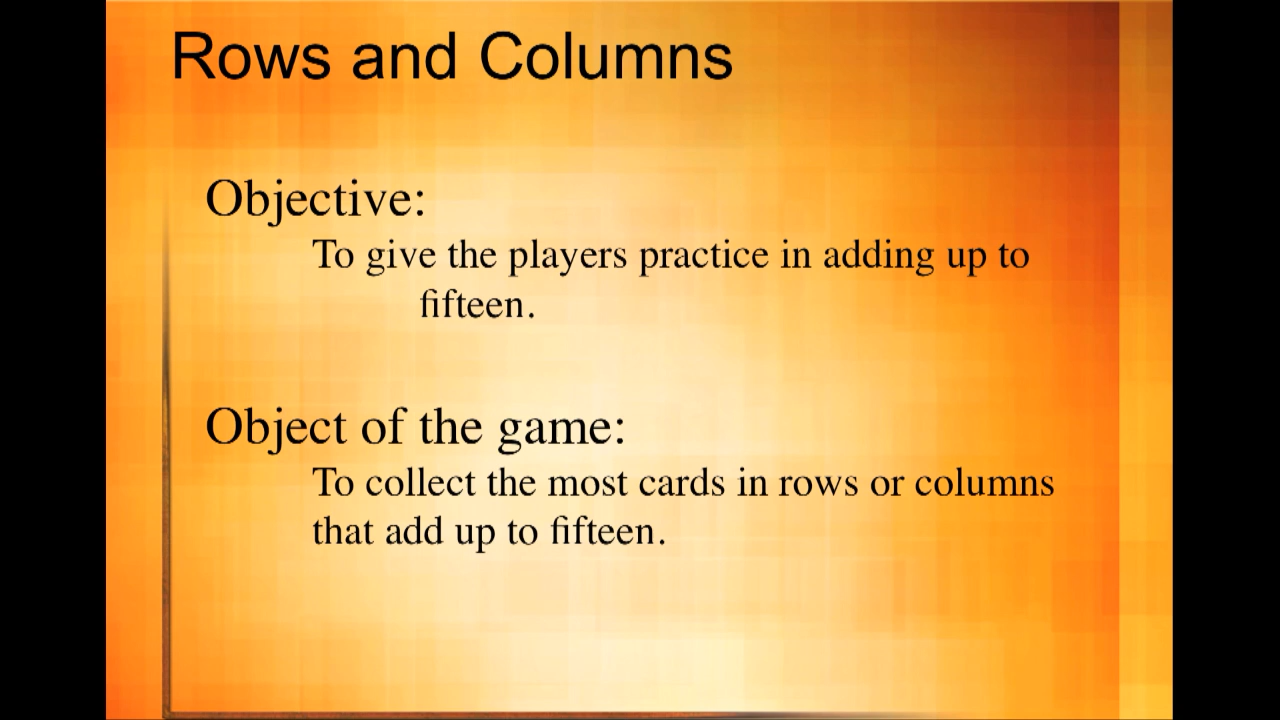 Rows and Columns
Objective:
To give the players practice in adding up to
fifteen.
Object of the game:
To collect the most cards in rows or columns
that add up to fifteen.